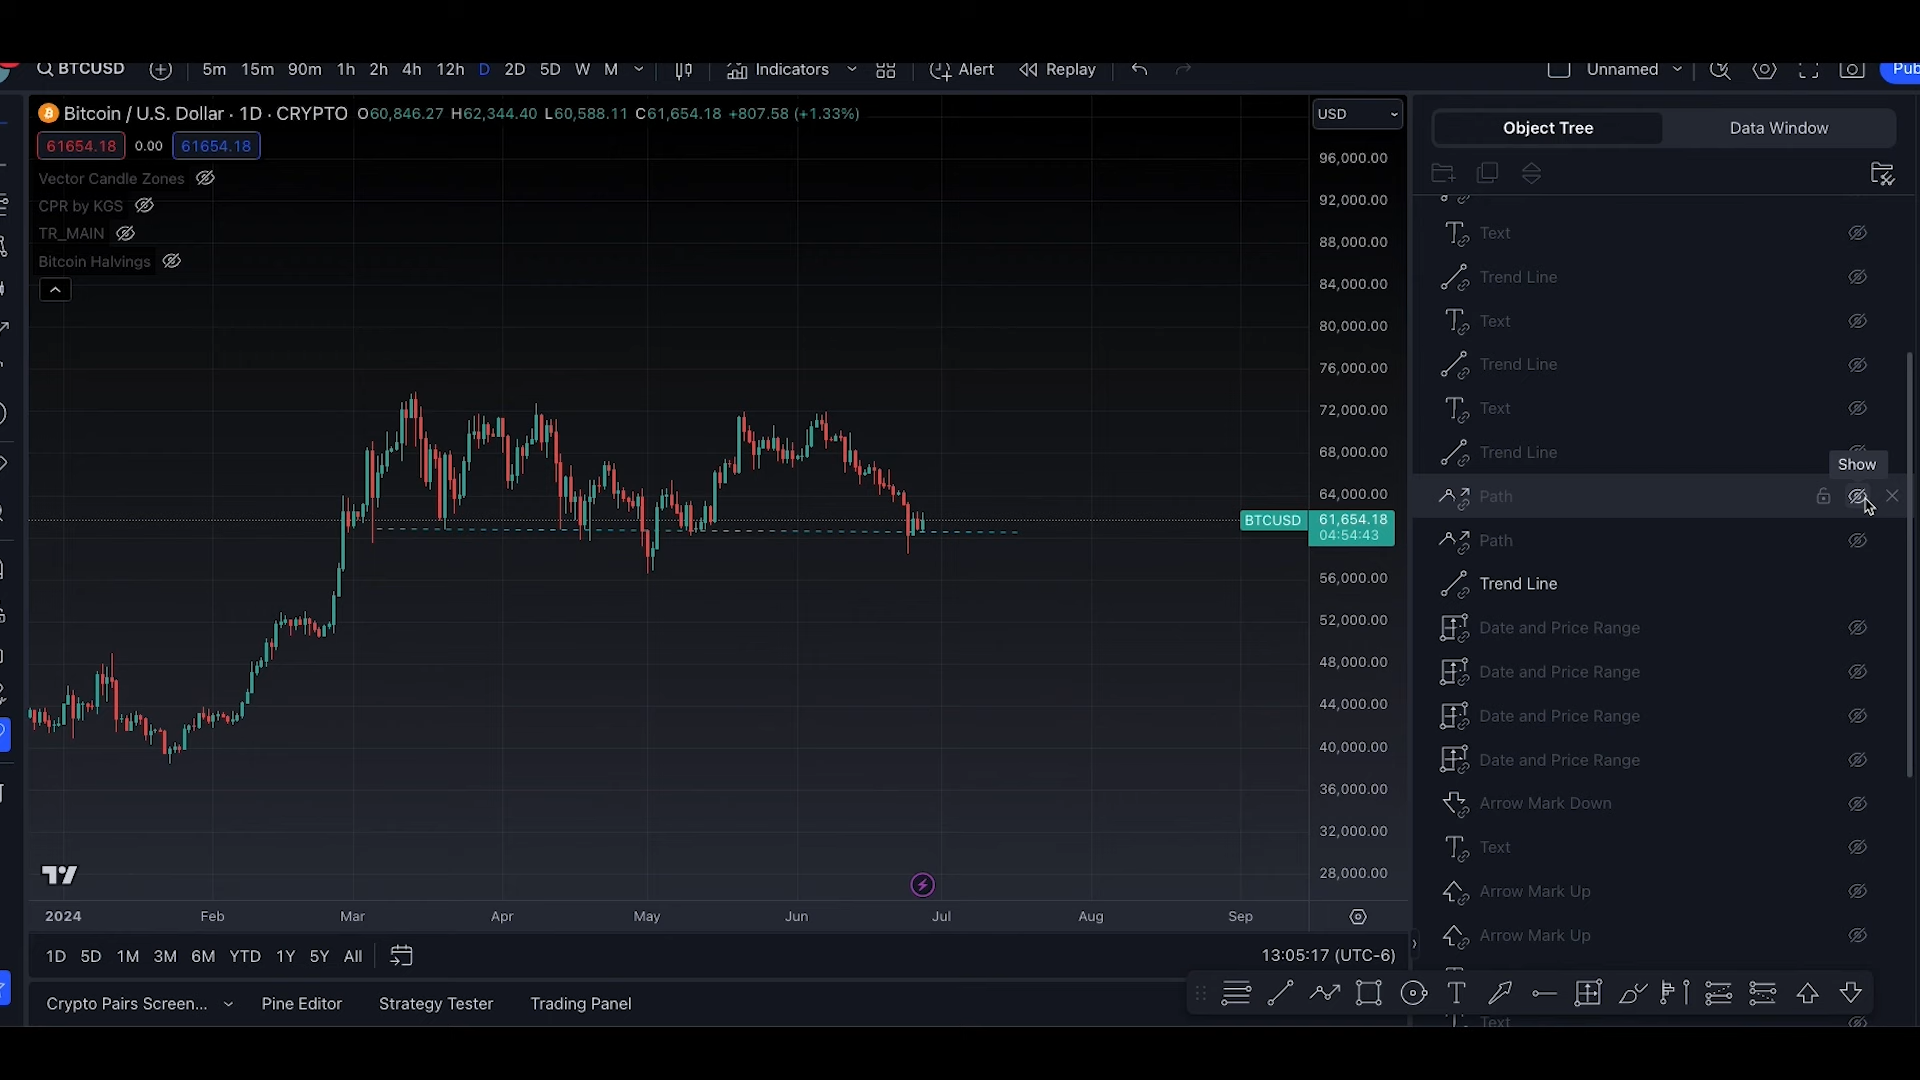 BTCUSD 5m 15m 90m 1h 2h 4h 12h D 2D 5D W M Indicators Alert Replay Unnamed Pub
Bitcoin / U.S. Dollar · 1D · CRYPTO O60,846.27 H62,344.40 L60,588.11 C61,654.18 +807.58 (+1.33%)
61654.18 0.00 61654.18
Vector Candle Zones
CPR by KGS
TR_MAIN
Bitcoin Halvings
USD
96,000.00
92,000.00
88,000.00
84,000.00
80,000.00
76,000.00
72,000.00
68,000.00
64,000.00
BTCUSD 61,654.18
04:54:43
56,000.00
52,000.00
48,000.00
44,000.00
40,000.00
36,000.00
32,000.00
28,000.00
2024 Feb Mar Apr May Jun Jul Aug Sep
1D 5D 1M 3M 6M YTD 1Y 5Y All 13:05:17 (UTC-6)
Crypto Pairs Screen... Pine Editor Strategy Tester Trading Panel
Object Tree Data Window
Text
Trend Line
Text
Trend Line
Text
Trend Line
Show
Path
Path
Trend Line
Date and Price Range
Date and Price Range
Date and Price Range
Date and Price Range
Arrow Mark Down
Text
Arrow Mark Up
Arrow Mark Up
Text